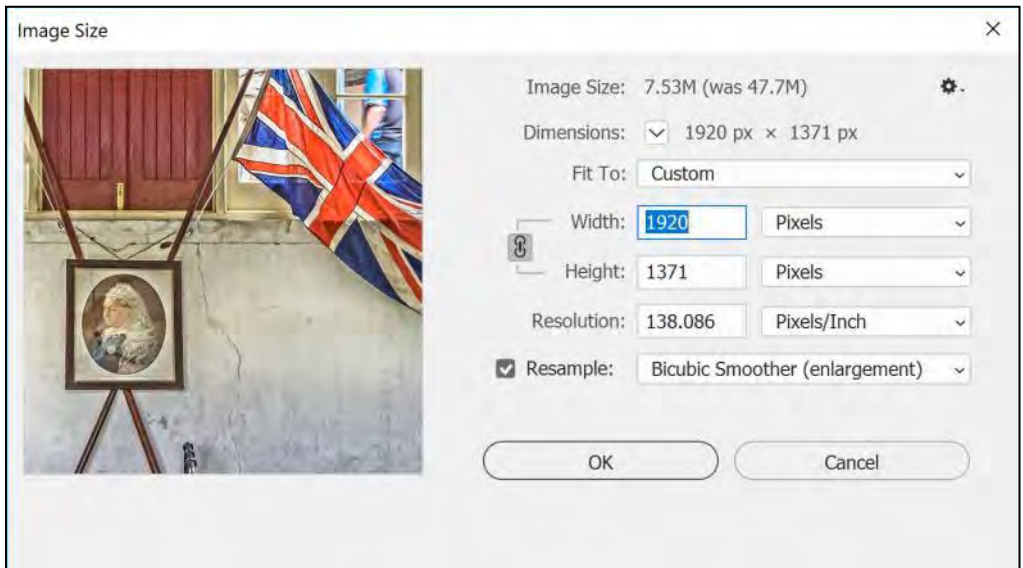 Image Size
Image Size: 7.53M (was 47.7M)
Dimensions: 1920 px × 1371 px
Fit To: Custom
Width: 1920 Pixels
Height: 1371 Pixels
Resolution: 138.086 Pixels/Inch
Resample: Bicubic Smoother (enlargement)
OK Cancel